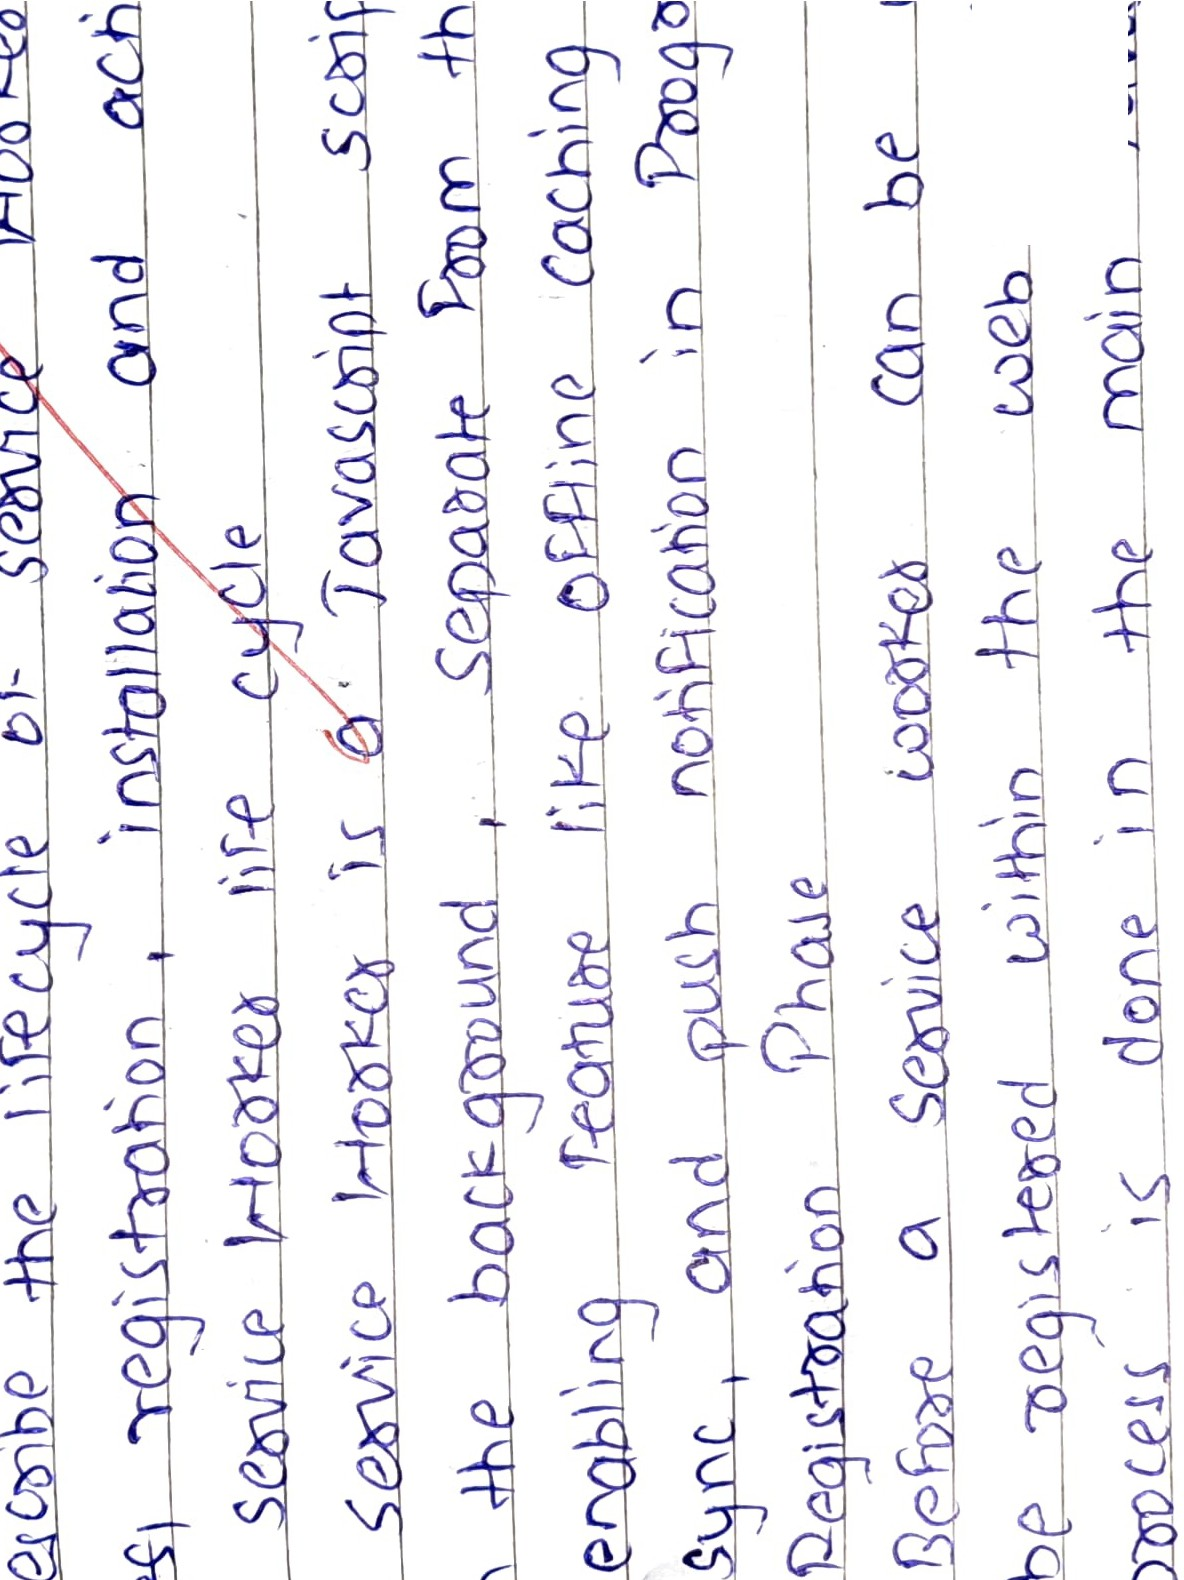 the lifecycle of service
registration, installation and
Service Worker life cycle
Service Worker is a Javascript
the background, separate from
enabling feature like offline caching
sync, and push notification in
Registration Phase
Before a service worker can be
be registered within the web
is done in the main